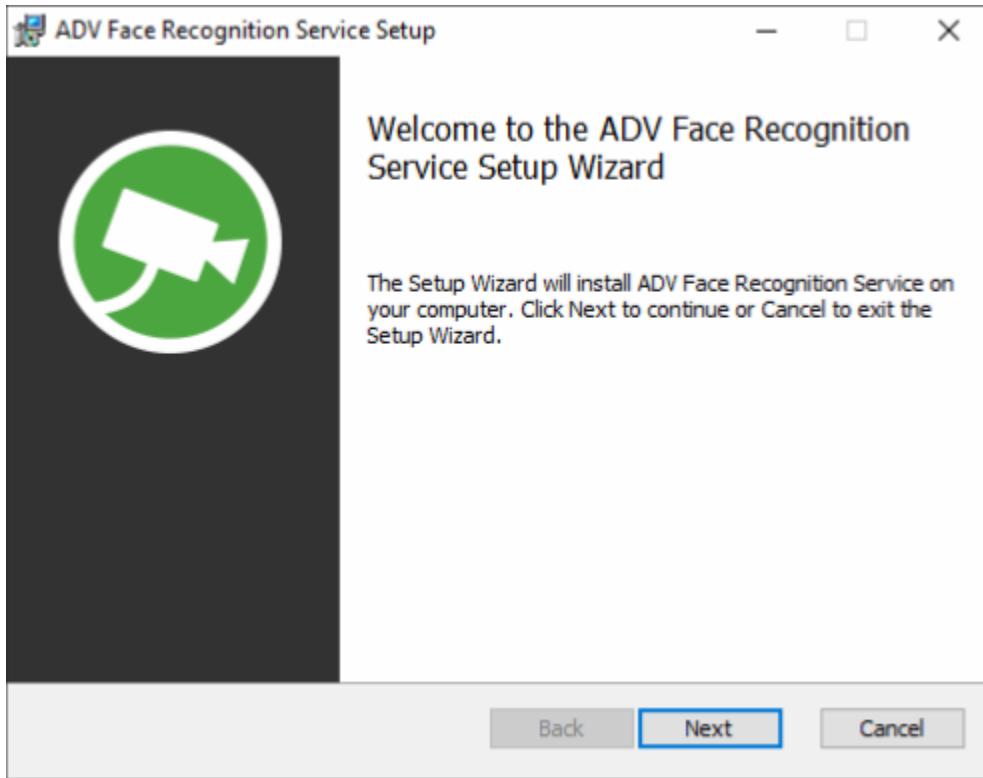 ADV Face Recognition Service Setup
Welcome to the ADV Face Recognition
Service Setup Wizard
The Setup Wizard will install ADV Face Recognition Service on
your computer. Click Next to continue or Cancel to exit the
Setup Wizard.
Back Next Cancel